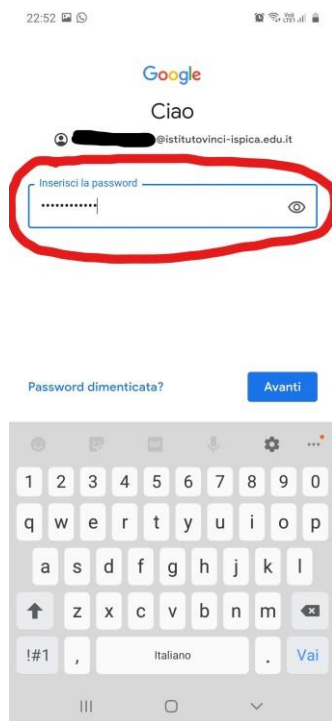 22:52
Google
Ciao
@istitutovinci-ispica.edu.it
Inserisci la password
••••••••••••
Password dimenticata?
Avanti
1 2 3 4 5 6 7 8 9 0
q w e r t y u i o p
a s d f g h j k l
z x c v b n m
!#1 , Italiano . Vai